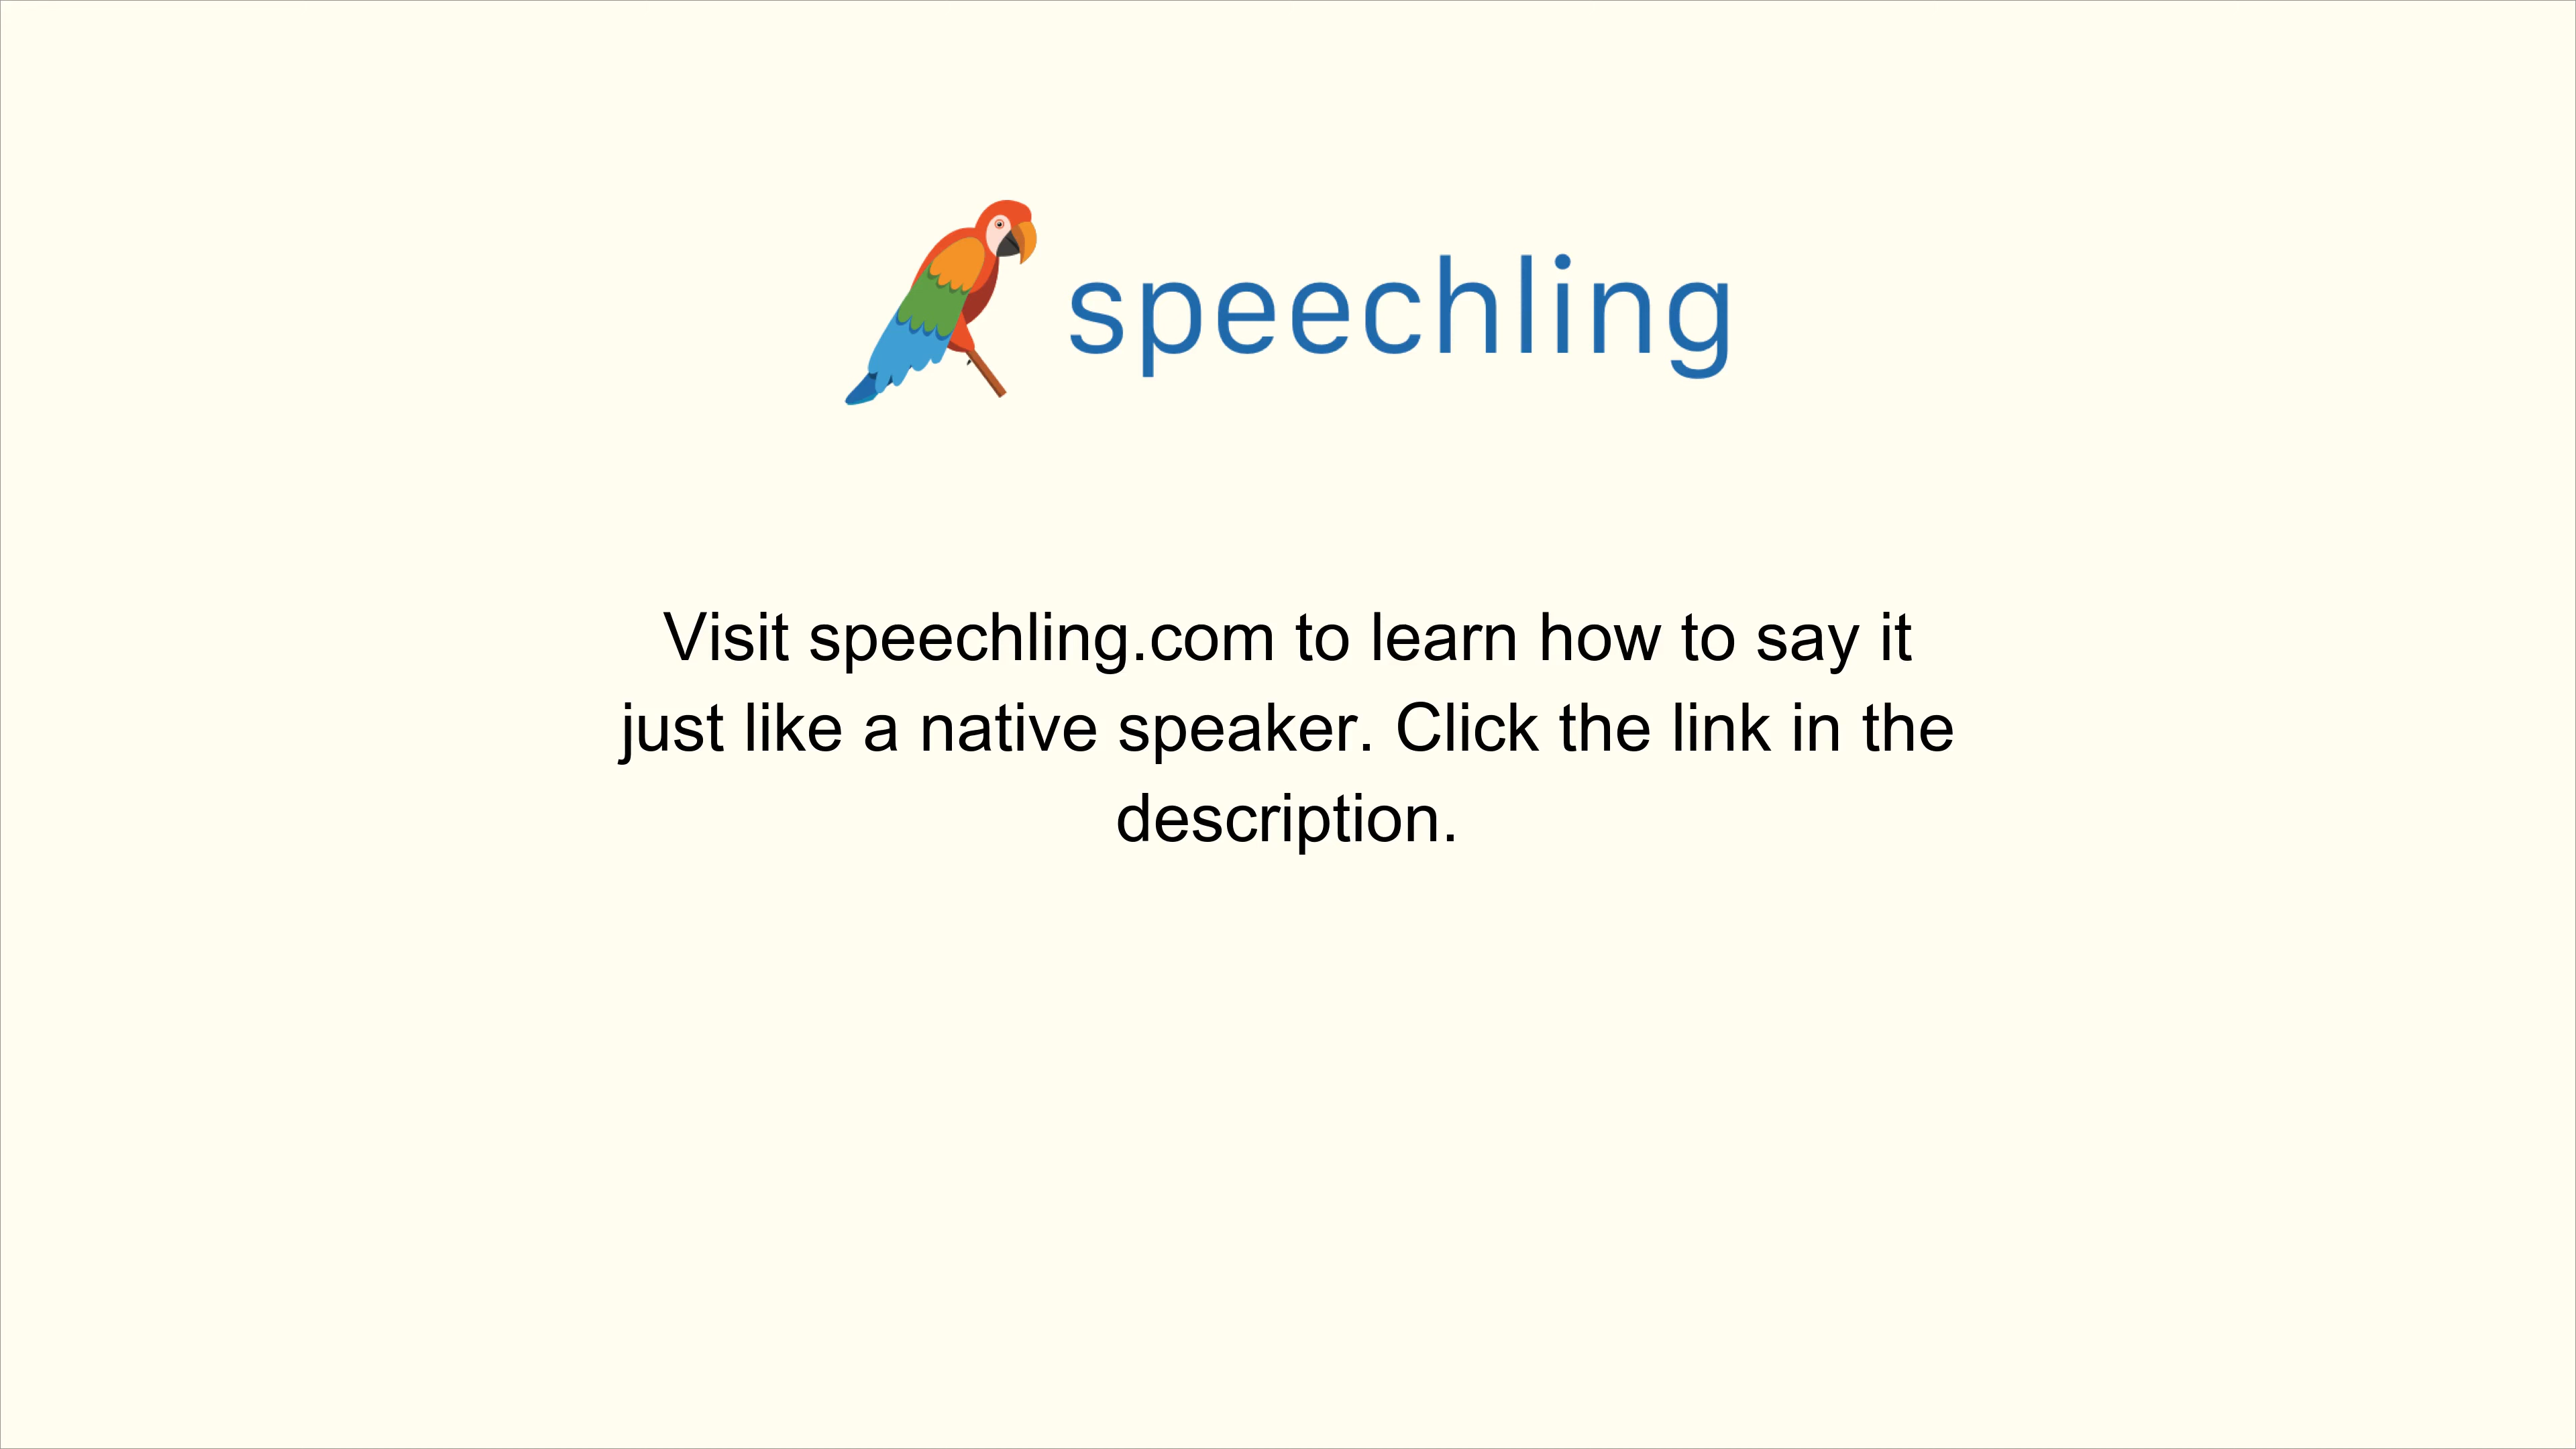 speechling
Visit speechling.com to learn how to say it
just like a native speaker. Click the link in the
description.